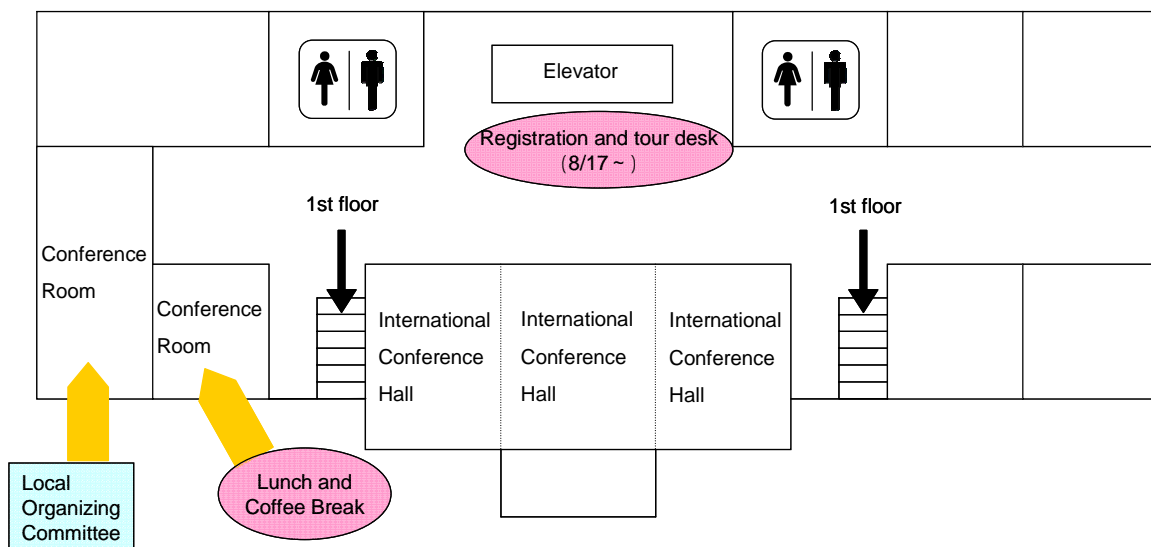 Elevator
Registration and tour desk
(8/17 ~ )
1st floor
1st floor
Conference
Room
Conference
Room
International
Conference
Hall
International
Conference
Hall
International
Conference
Hall
Local
Organizing
Committee
Lunch and
Coffee Break